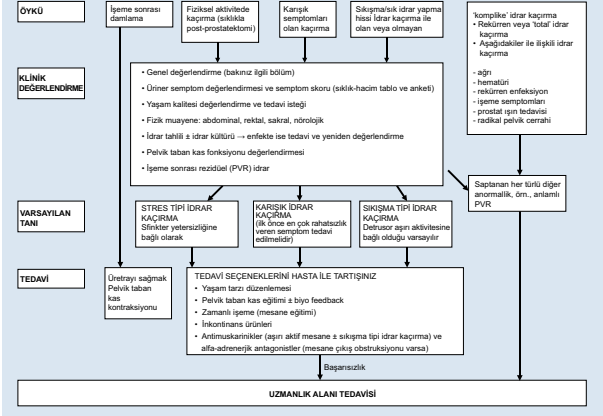 ÖYKÜ
İşeme sonrası
damlama
Fiziksel aktivitede
kaçırma (sıklıkla
post-prostatektomi)
Karışık
semptomları
olan kaçırma
Sıkışma/sık idrar yapma
hissi İdrar kaçırma ile
olan veya olmayan
'komplike' idrar kaçırma
• Rekürren veya 'total' idrar
kaçırma
• Aşağıdakiler ile ilişkili idrar
kaçırma
- ağrı
- hematüri
- rekürren enfeksiyon
- işeme semptomları
- prostat ışın tedavisi
- radikal pelvik cerrahi
KLİNİK
DEĞERLENDİRME
• Genel değerlendirme (bakınız ilgili bölüm)
• Üriner semptom değerlendirmesi ve semptom skoru (sıklık-hacim tablo ve anketi)
• Yaşam kalitesi değerlendirme ve tedavi isteği
• Fizik muayene: abdominal, rektal, sakral, nörolojik
• İdrar tahlili ± idrar kültürü → enfekte ise tedavi ve yeniden değerlendirme
• Pelvik taban kas fonksiyonu değerlendirmesi
• İşeme sonrası rezidüel (PVR) idrar
VARSAYILAN
TANI
STRES TİPİ İDRAR
KAÇIRMA
Sfinkter yetersizliğine
bağlı olarak
KARIŞIK İDRAR
KAÇIRMA
(ilk önce en çok rahatsızlık
veren semptom tedavi
edilmelidir)
SIKIŞMA TİPİ İDRAR
KAÇIRMA
Detrusor aşırı aktivitesine
bağlı olduğu varsayılır
Saptanan her türlü diğer
anormallik, örn., anlamlı
PVR
TEDAVİ
Üretrayı sağmak
Pelvik taban
kas
kontraksiyonu
TEDAVİ SEÇENEKLERİNİ HASTA İLE TARTIŞINIZ
• Yaşam tarzı düzenlemesi
• Pelvik taban kas eğitimi ± biyo feedback
• Zamanlı işeme (mesane eğitimi)
• İnkontinans ürünleri
• Antimuskarinikler (aşırı aktif mesane ± sıkışma tipi idrar kaçırma) ve
alfa-adrenerjik antagonistler (mesane çıkış obstruksiyonu varsa)
Başarısızlık
UZMANLIK ALANI TEDAVİSİ